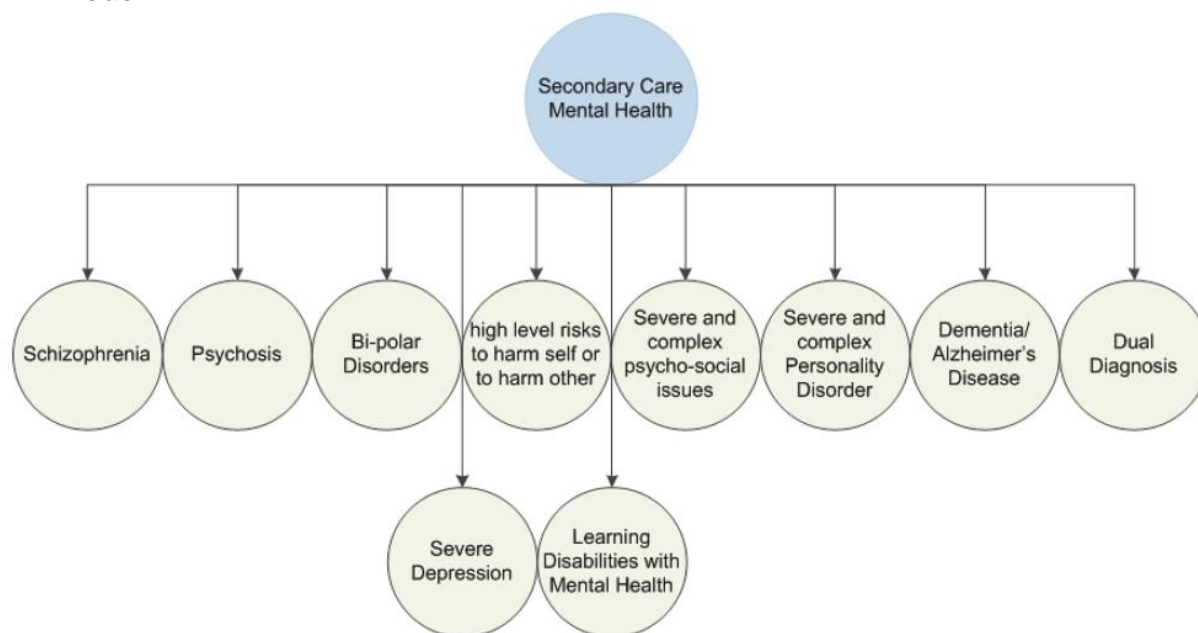 Secondary Care
Mental Health
Schizophrenia
Psychosis
Bi-polar
Disorders
high level risks
to harm self or
to harm other
Severe and
complex
psycho-social
issues
Severe and
complex
Personality
Disorder
Dementia/
Alzheimer's
Disease
Dual
Diagnosis
Severe
Depression
Learning
Disabilities with
Mental Health